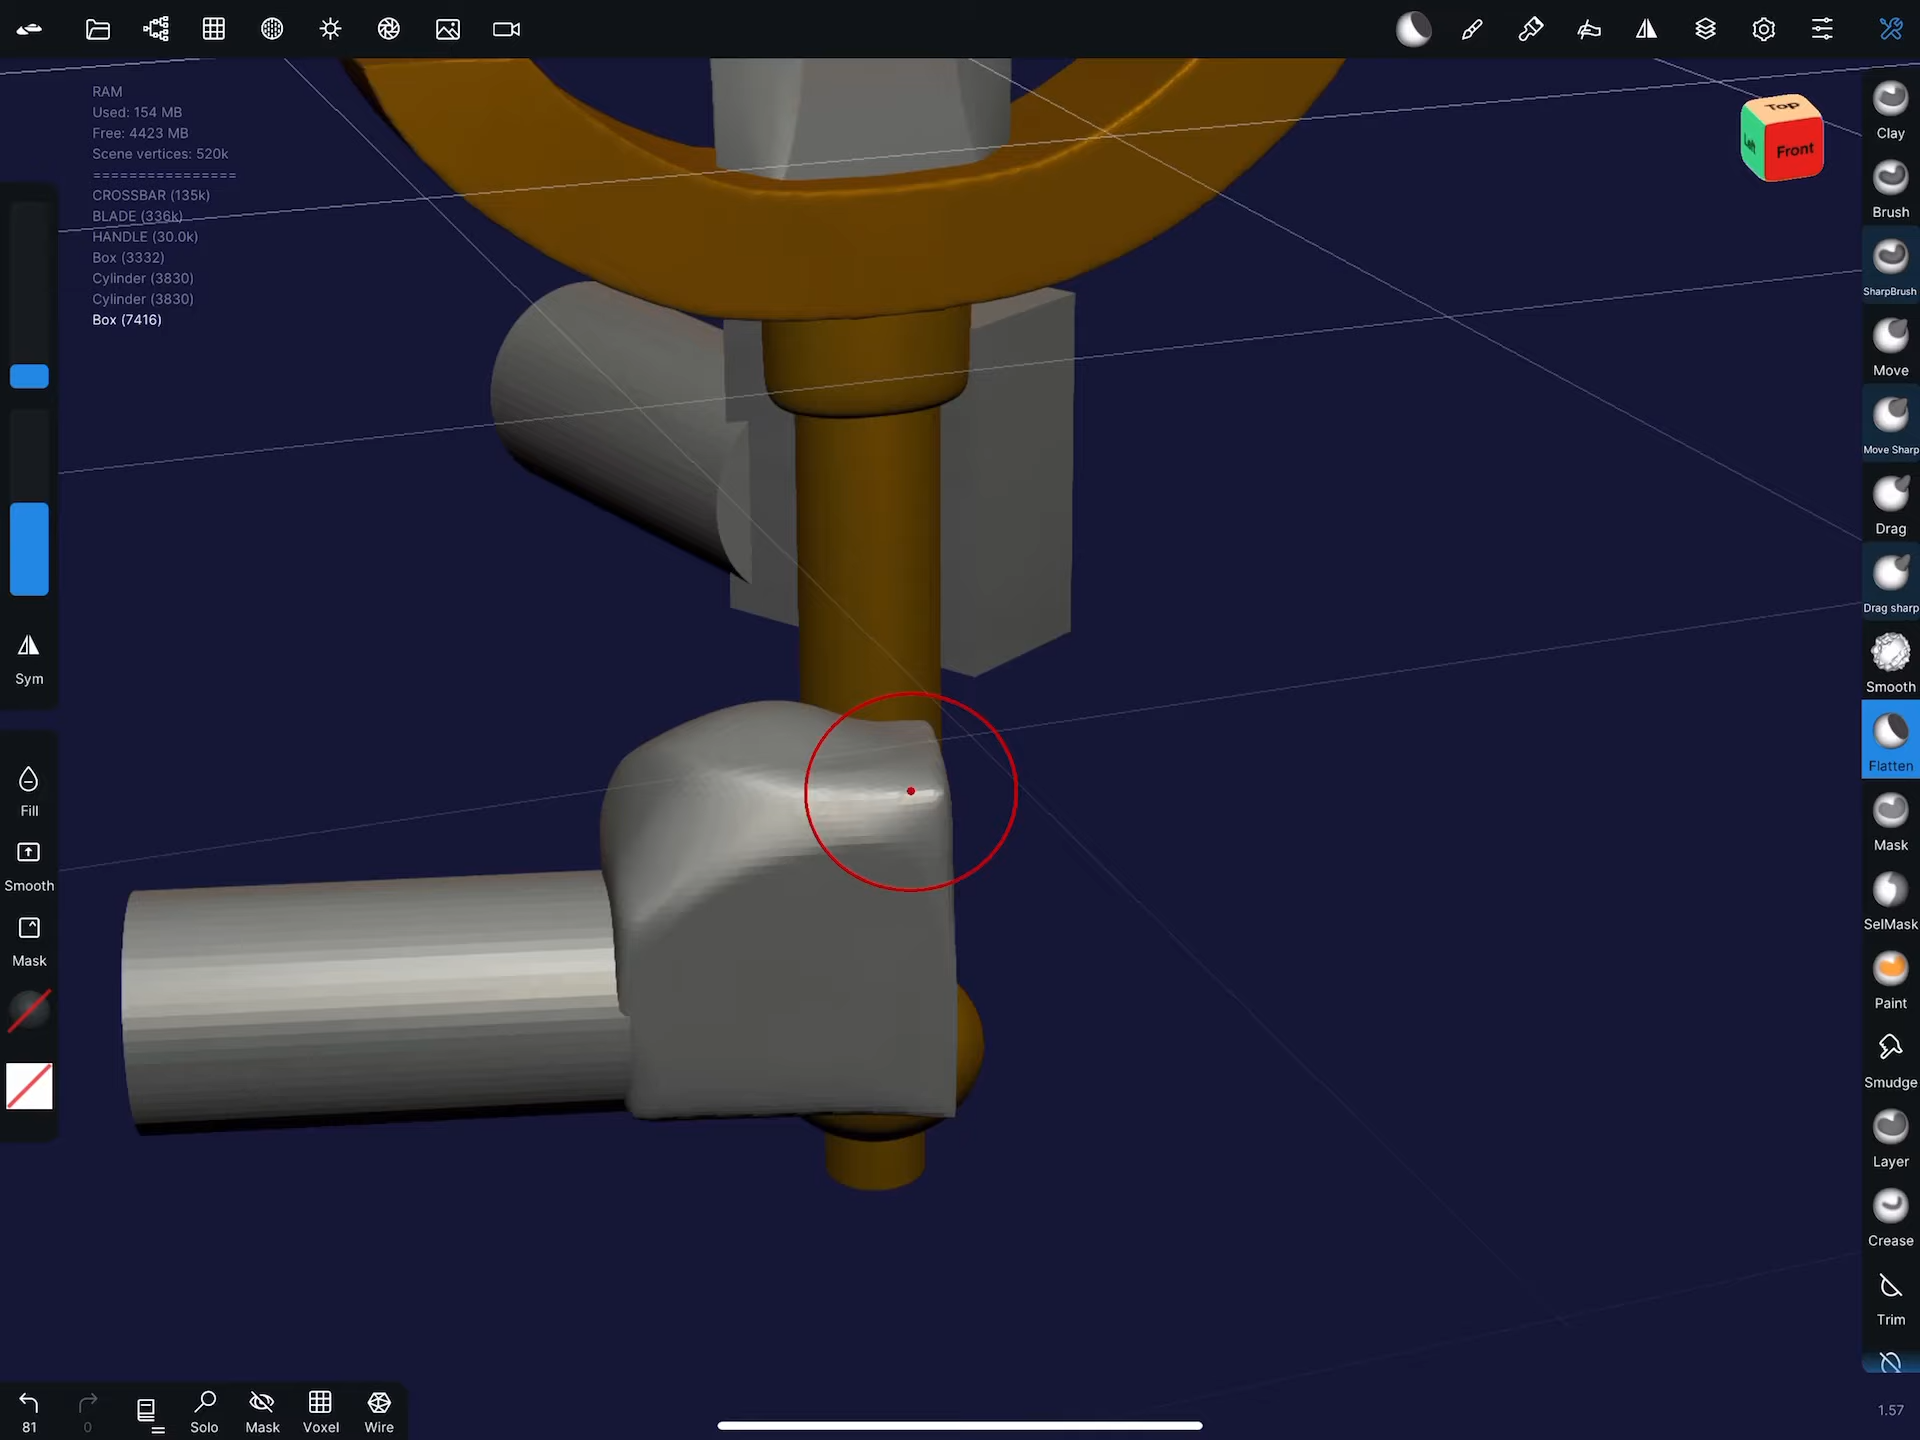 RAM
Used: 154 MB
Free: 4423 MB
Scene vertices: 520k
================
CROSSBAR (135k)
BLADE (336k)
HANDLE (30.0k)
Box (3332)
Cylinder (3830)
Cylinder (3830)
Box (7416)
Top
Left
Front
Sym
Fill
Smooth
Mask
Clay
Brush
SharpBrush
Move
Move Sharp
Drag
Drag sharp
Smooth
Flatten
Mask
SelMask
Paint
Smudge
Layer
Crease
Trim
81
0
Solo
Mask
Voxel
Wire
1.57